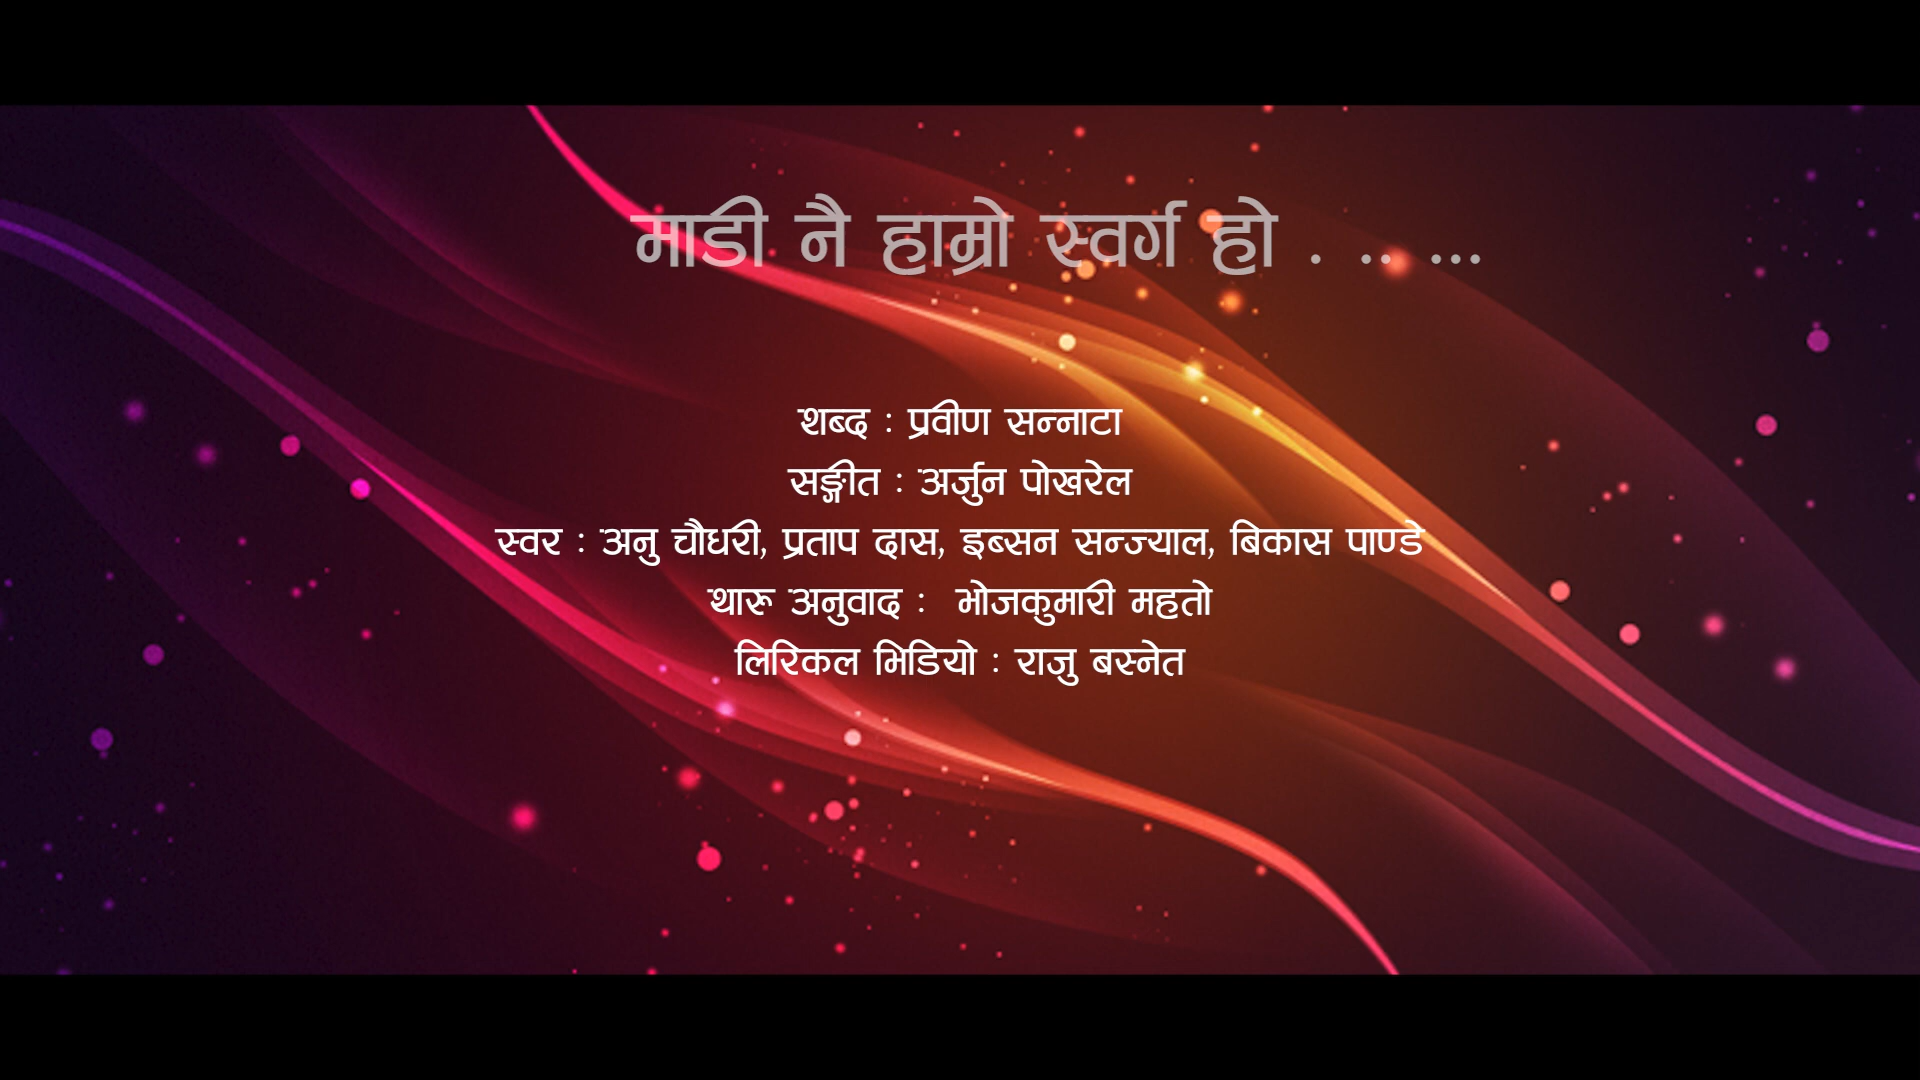 माडी नै हाम्रो स्वर्ग हो . .. ...
शब्द : प्रवीण सन्नाटा
सङ्गीत : अर्जुन पोखरेल
स्वर : अनु चौधरी, प्रताप दास, इब्सन सन्ज्याल, बिकास पाण्डे
थारू अनुवाद : भोजकुमारी महतो
लिरिकल भिडियो : राजु बस्नेत